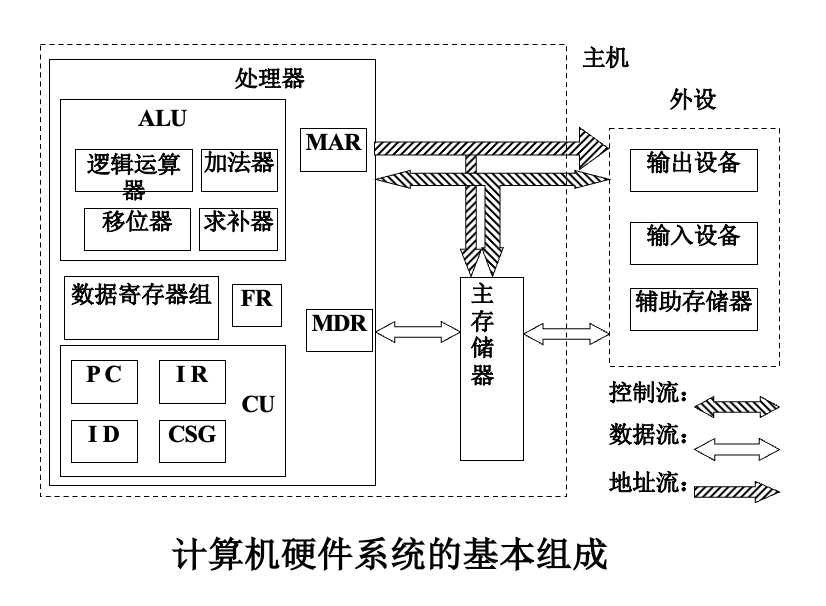 主机
处理器
外设
ALU
MAR
逻辑运算
器
加法器
输出设备
移位器
求补器
输入设备
数据寄存器组
FR
MDR
主
存
储
器
辅助存储器
PC
IR
CU
ID
CSG
控制流：
数据流：
地址流：
计算机硬件系统的基本组成